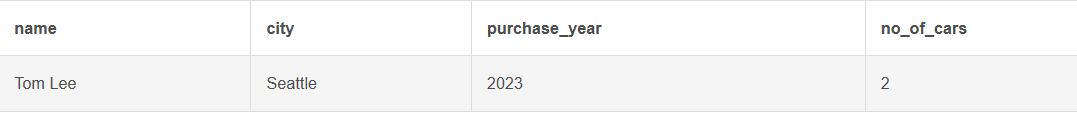 name city purchase_year no_of_cars
Tom Lee Seattle 2023 2